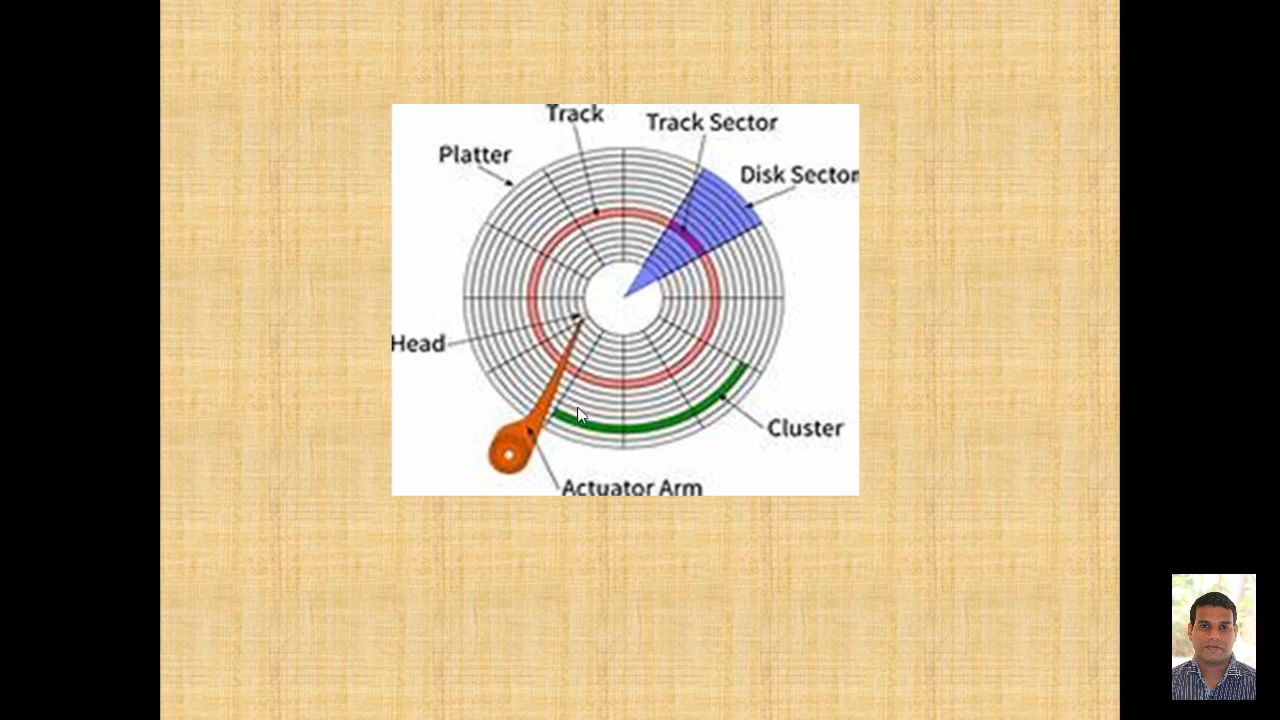 Track
Track Sector
Platter
Disk Sector
Head
Cluster
Actuator Arm